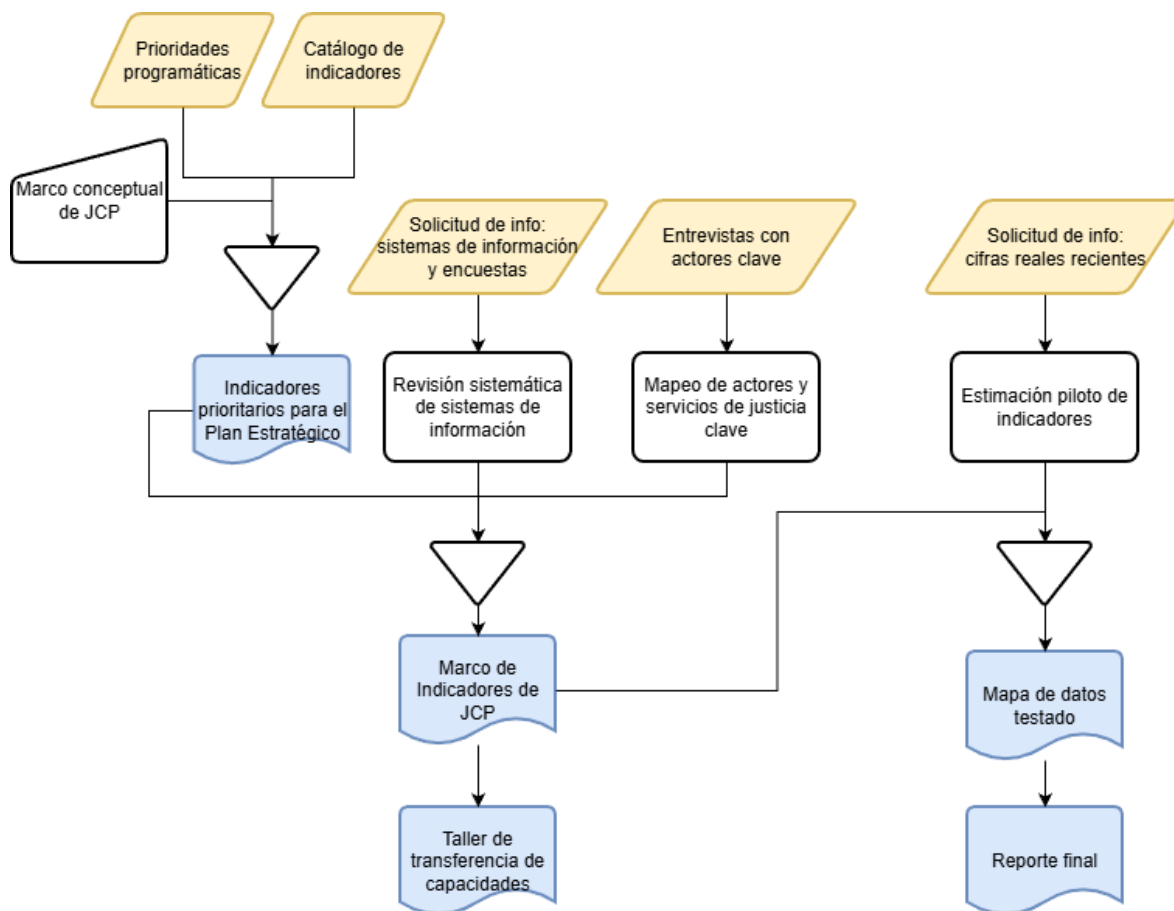 Prioridades
programáticas
Catálogo de
indicadores
Marco conceptual
de JCP
Solicitud de info:
sistemas de información
y encuestas
Entrevistas con
actores clave
Solicitud de info:
cifras reales recientes
Indicadores
prioritarios para el
Plan Estratégico
Revisión sistemática
de sistemas de
información
Mapeo de actores y
servicios de justicia
clave
Estimación piloto de
indicadores
Marco de
Indicadores de
JCP
Mapa de datos
testado
Taller de
transferencia de
capacidades
Reporte final